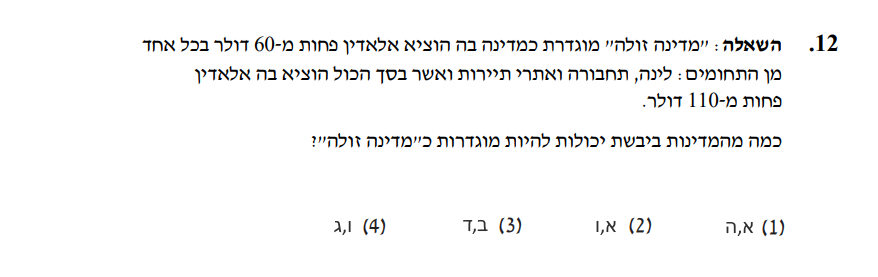 12. השאלה: "מדינה זולה" מוגדרת כמדינה בה הוציא אלאדין פחות מ-60 דולר בכל אחד
מן התחומים: לינה, תחבורה ואתרי תיירות ואשר בסך הכול הוציא בה אלאדין
פחות מ-110 דולר.
כמה מהמדינות ביבשת יכולות להיות מוגדרות כ"מדינה זולה"?
(1) א,ה (2) א,ו (3) ב,ד (4) ו,ג